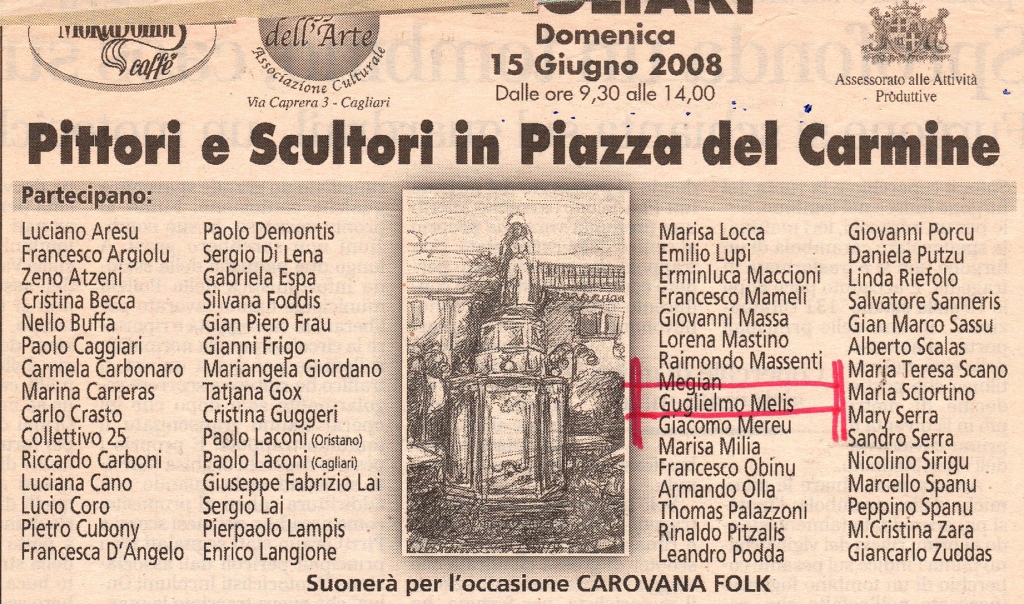 caffè
dell'Arte
Associazione Culturale
Via Caprera 3 - Cagliari
Domenica
15 Giugno 2008
Dalle ore 9,30 alle 14,00
Assessorato alle Attività
Produttive
Pittori e Scultori in Piazza del Carmine
Partecipano:
Luciano Aresu
Francesco Argiolu
Zeno Atzeni
Cristina Becca
Nello Buffa
Paolo Caggiari
Carmela Carbonaro
Marina Carreras
Carlo Crasto
Collettivo 25
Riccardo Carboni
Luciana Cano
Lucio Coro
Pietro Cubony
Francesca D'Angelo
Paolo Demontis
Sergio Di Lena
Gabriela Espa
Silvana Foddis
Gian Piero Frau
Gianni Frigo
Mariangela Giordano
Tatjana Gox
Cristina Guggeri
Paolo Laconi (Oristano)
Paolo Laconi (Cagliari)
Giuseppe Fabrizio Lai
Sergio Lai
Pierpaolo Lampis
Enrico Langione
Marisa Locca
Emilio Lupi
Erminluca Maccioni
Francesco Mameli
Giovanni Massa
Lorena Mastino
Raimondo Massenti
Megian
Guglielmo Melis
Giacomo Mereu
Marisa Milia
Francesco Obinu
Armando Olla
Thomas Palazzoni
Rinaldo Pitzalis
Leandro Podda
Giovanni Porcu
Daniela Putzu
Linda Riefolo
Salvatore Sanneris
Gian Marco Sassu
Alberto Scalas
Maria Teresa Scano
Maria Sciortino
Mary Serra
Sandro Serra
Nicolino Sirigu
Marcello Spanu
Peppino Spanu
M.Cristina Zara
Giancarlo Zuddas
Suonerà per l'occasione CAROVANA FOLK